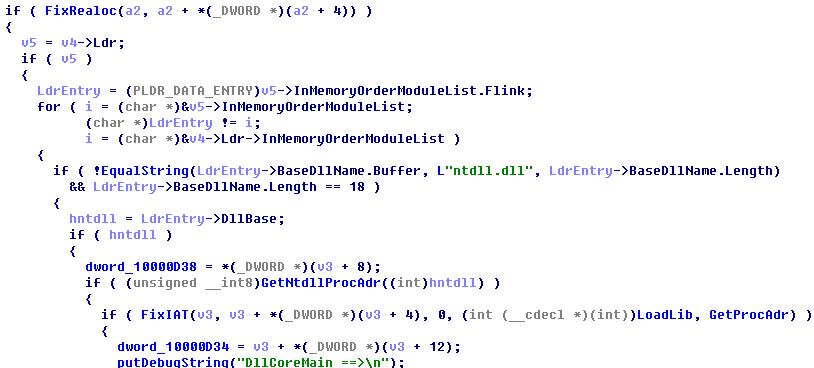 if ( FixRealoc(a2, a2 + *(_DWORD *)(a2 + 4)) )
{
v5 = v4->Ldr;
if ( v5 )
{
LdrEntry = (PLDR_DATA_ENTRY)v5->InMemoryOrderModuleList.Flink;
for ( i = (char *)&v5->InMemoryOrderModuleList;
(char *)LdrEntry != i;
i = (char *)&v4->Ldr->InMemoryOrderModuleList )
{
if ( !EqualString(LdrEntry->BaseDllName.Buffer, L"ntdll.dll", LdrEntry->BaseDllName.Length)
&& LdrEntry->BaseDllName.Length == 18 )
{
hntdll = LdrEntry->DllBase;
if ( hntdll )
{
dword_10000D38 = *(_DWORD *)(v3 + 8);
if ( (unsigned __int8)GetNtdllProcAdr((int)hntdll) )
{
if ( FixIAT(v3, v3 + *(_DWORD *)(v3 + 4), 0, (int (__cdecl *)(int))LoadLib, GetProcAdr) )
{
dword_10000D34 = v3 + *(_DWORD *)(v3 + 12);
putDebugString("DllCoreMain ==>\n");